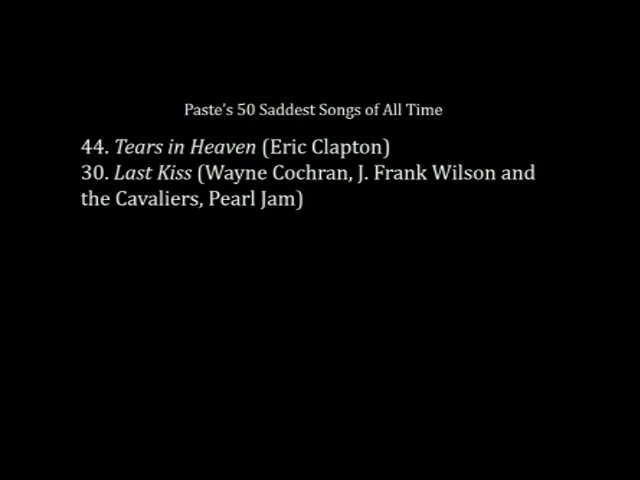 Paste's 50 Saddest Songs of All Time
44. Tears in Heaven (Eric Clapton)
30. Last Kiss (Wayne Cochran, J. Frank Wilson and
the Cavaliers, Pearl Jam)